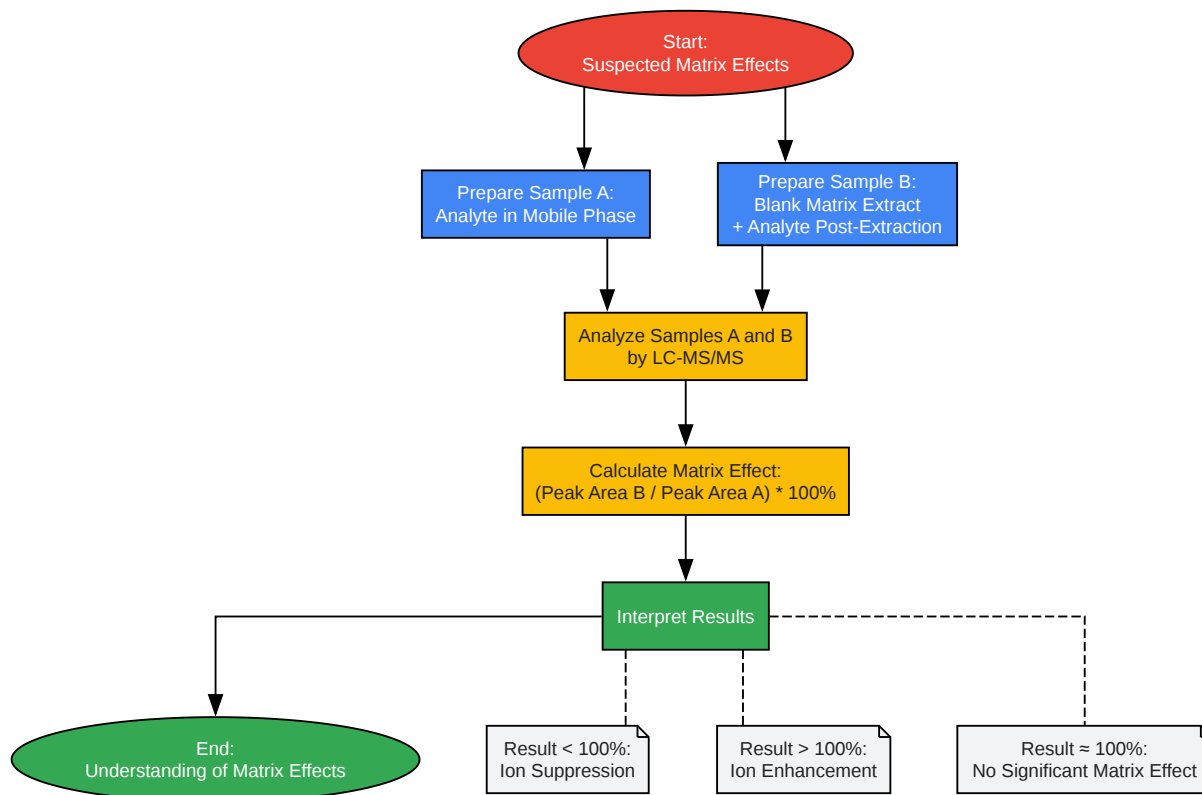 Start:
Suspected Matrix Effects
Prepare Sample A:
Analyte in Mobile Phase
Prepare Sample B:
Blank Matrix Extract
+ Analyte Post-Extraction
Analyze Samples A and B
by LC-MS/MS
Calculate Matrix Effect:
(Peak Area B / Peak Area A) * 100%
Interpret Results
End:
Understanding of Matrix Effects
Result < 100%:
Ion Suppression
Result > 100%:
Ion Enhancement
Result ≈ 100%:
No Significant Matrix Effect